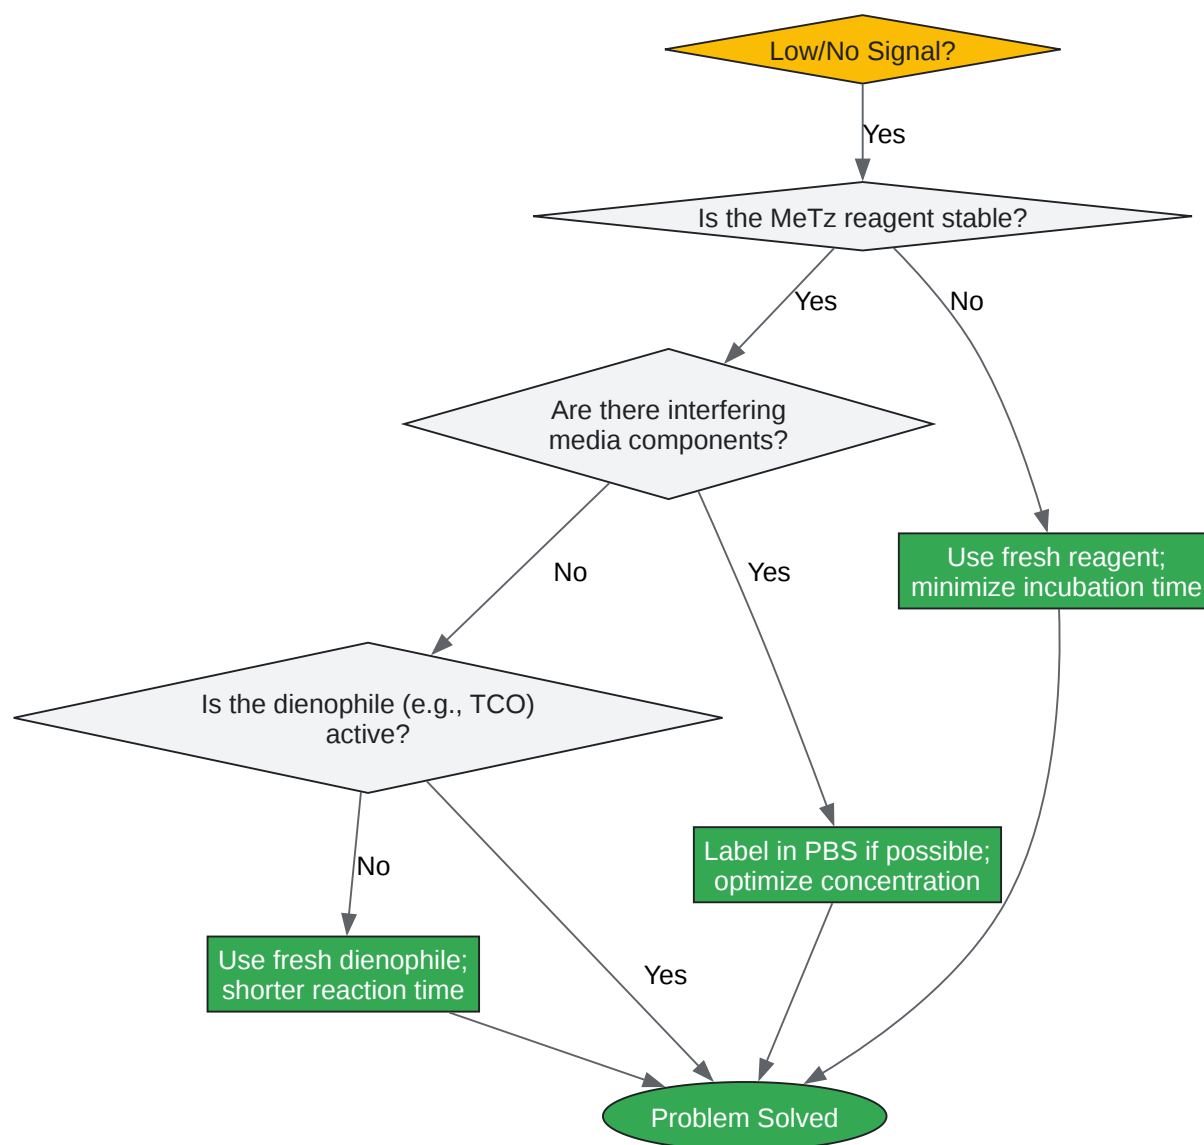 Low/No Signal?
Yes
Is the MeTz reagent stable?
Yes
No
Are there interfering
media components?
No
Yes
Use fresh reagent;
minimize incubation time
Is the dienophile (e.g., TCO)
active?
No
Yes
Label in PBS if possible;
optimize concentration
Use fresh dienophile;
shorter reaction time
Problem Solved